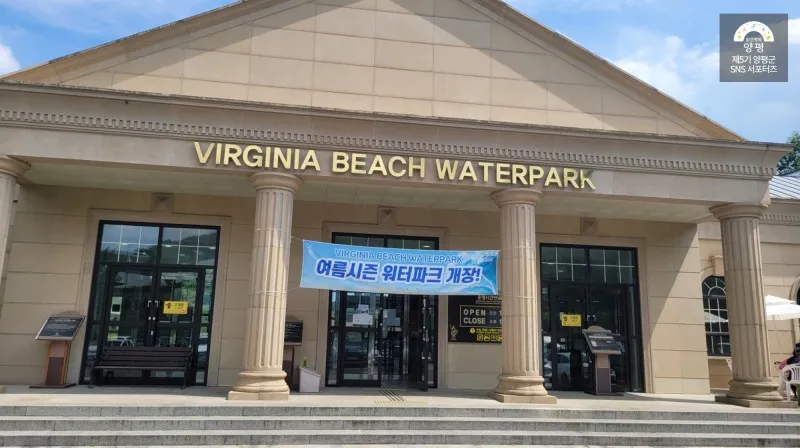 양평
제5기 양평군
SNS 서포터즈
VIRGINIA BEACH WATERPARK
VIRGINIA BEACH WATERPARK
여름시즌 워터파크 개장!
OPEN
CLOSE